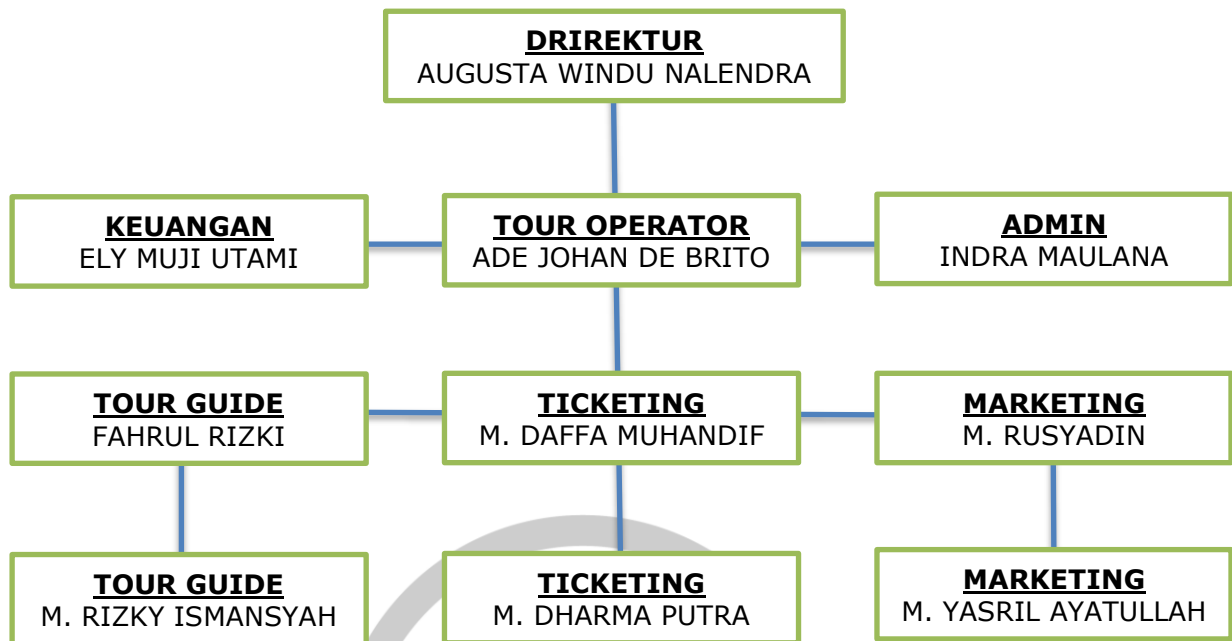 DRIREKTUR
AUGUSTA WINDU NALENDRA
KEUANGAN
ELY MUJI UTAMI
TOUR OPERATOR
ADE JOHAN DE BRITO
ADMIN
INDRA MAULANA
TOUR GUIDE
FAHRUL RIZKI
TICKETING
M. DAFFA MUHANDIF
MARKETING
M. RUSYADIN
TOUR GUIDE
M. RIZKY ISMANSYAH
TICKETING
M. DHARMA PUTRA
MARKETING
M. YASRIL AYATULLAH